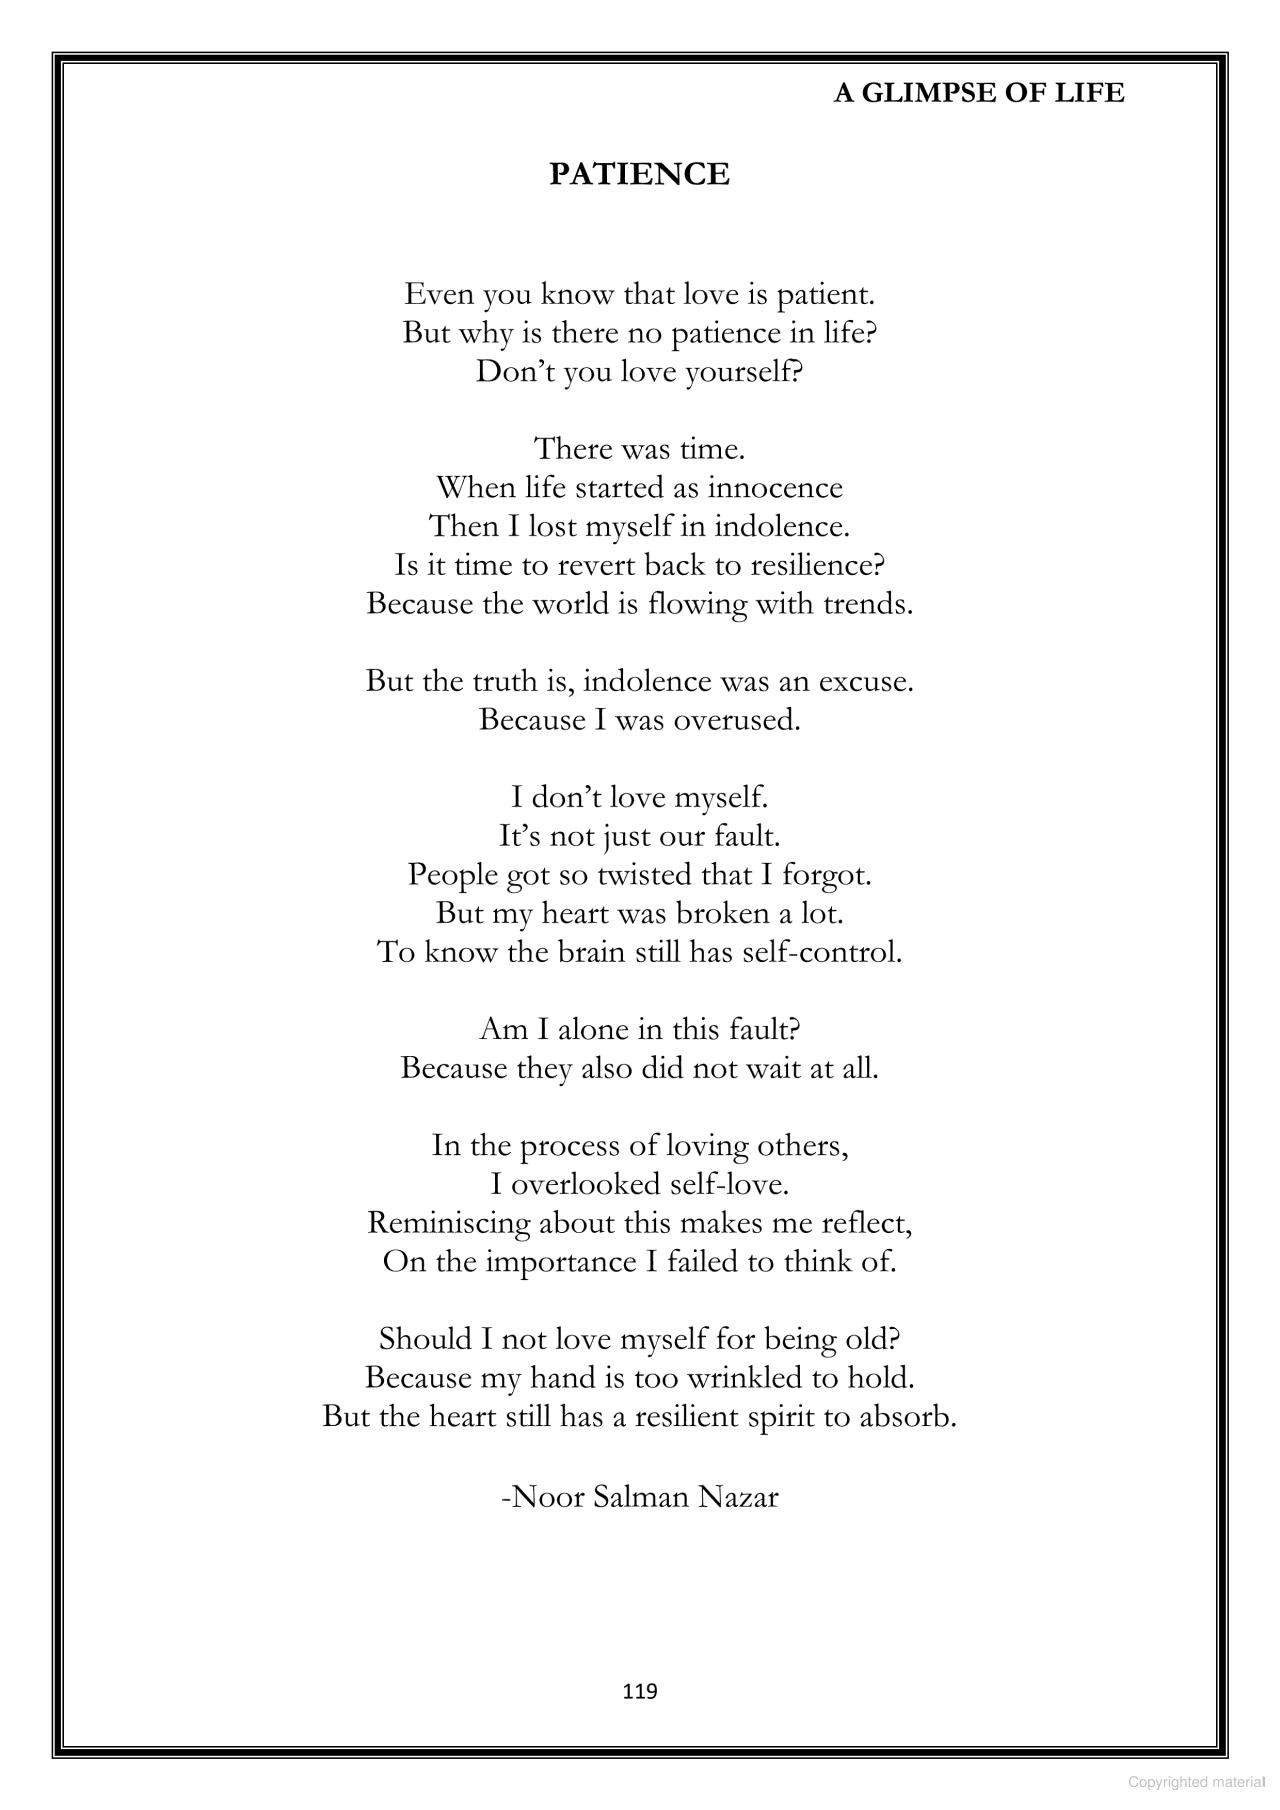 A GLIMPSE OF LIFE
PATIENCE
Even you know that love is patient.
But why is there no patience in life?
Don’t you love yourself?
There was time.
When life started as innocence
Then I lost myself in indolence.
Is it time to revert back to resilience?
Because the world is flowing with trends.
But the truth is, indolence was an excuse.
Because I was overused.
I don’t love myself.
It’s not just our fault.
People got so twisted that I forgot.
But my heart was broken a lot.
To know the brain still has self-control.
Am I alone in this fault?
Because they also did not wait at all.
In the process of loving others,
I overlooked self-love.
Reminiscing about this makes me reflect,
On the importance I failed to think of.
Should I not love myself for being old?
Because my hand is too wrinkled to hold.
But the heart still has a resilient spirit to absorb.
-Noor Salman Nazar
119
Copyrighted material